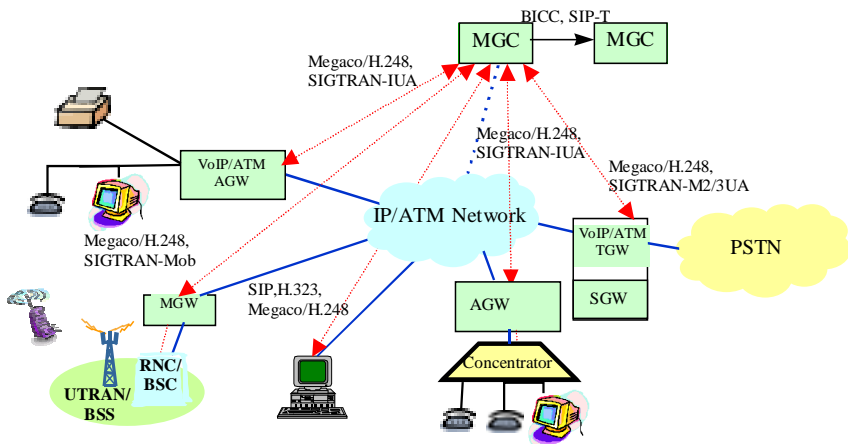 BICC, SIP-T
MGC
MGC
Megaco/H.248,
SIGTRAN-IUA
Megaco/H.248,
SIGTRAN-IUA
Megaco/H.248,
SIGTRAN-M2/3UA
VoIP/ATM
AGW
IP/ATM Network
VoIP/ATM
TGW
PSTN
Megaco/H.248,
SIGTRAN-Mob
SIP,H.323,
Megaco/H.248
MGW
AGW
SGW
RNC/
BSC
UTRAN/
BSS
Concentrator